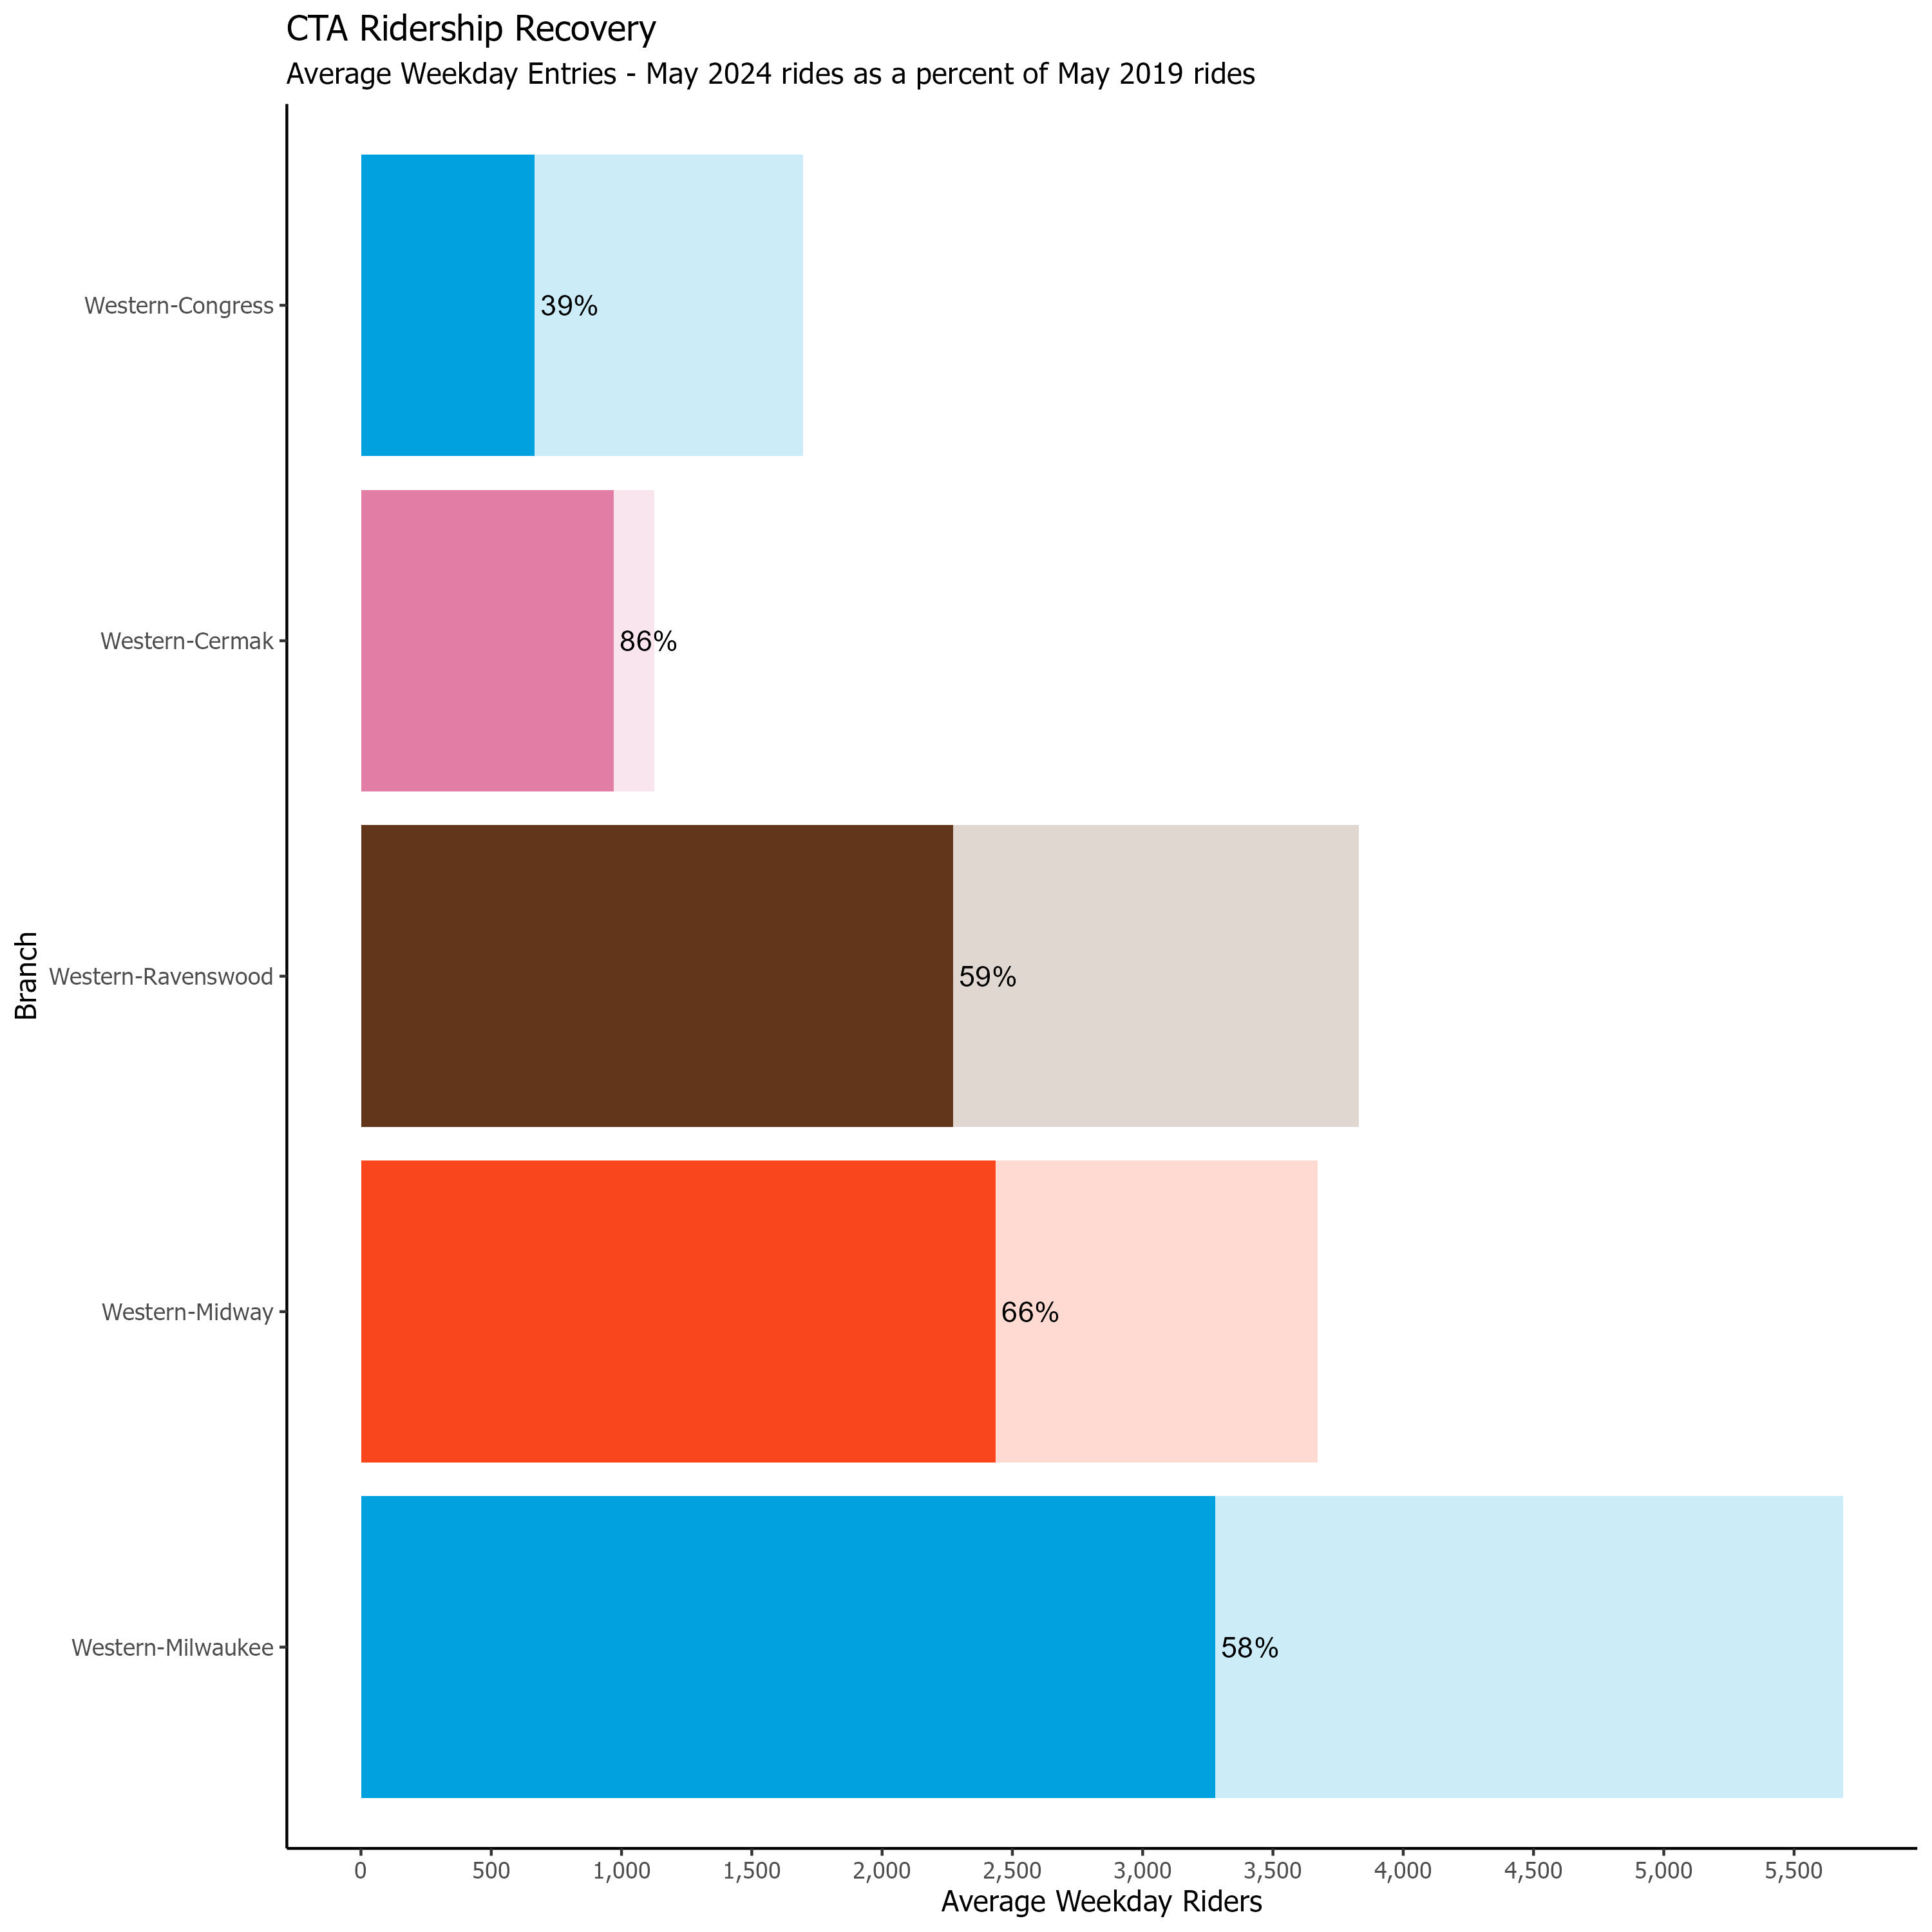 CTA Ridership Recovery
Average Weekday Entries - May 2024 rides as a percent of May 2019 rides
Western-Congress
39%
Western-Cermak
86%
Branch
Western-Ravenswood
59%
Western-Midway
66%
Western-Milwaukee
58%
0 500 1,000 1,500 2,000 2,500 3,000 3,500 4,000 4,500 5,000 5,500
Average Weekday Riders